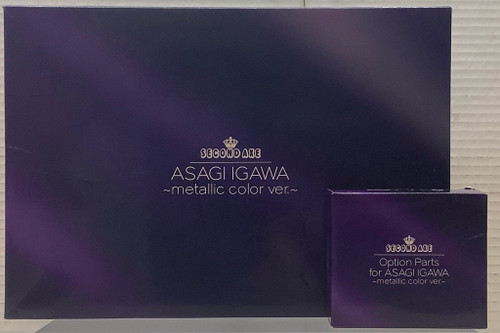 SECOND AXE
ASAGI IGAWA
~metallic color ver.~
SECOND AXE
Option Parts
for ASAGI IGAWA
~metallic color ver.~